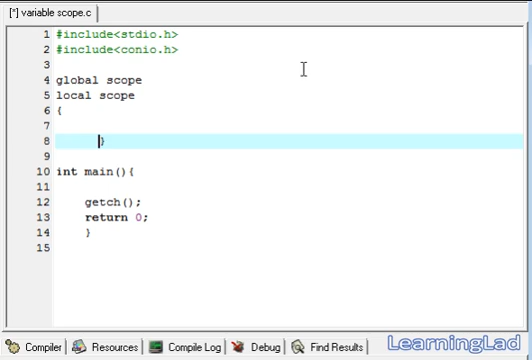 [*] variable scope.c
1 #include<stdio.h>
2 #include<conio.h>
3
4 global scope
5 local scope
6 {
7
8 }
9
10 int main(){
11
12 getch();
13 return 0;
14 }
15
Compiler Resources Compile Log Debug Find Results
LearningLad